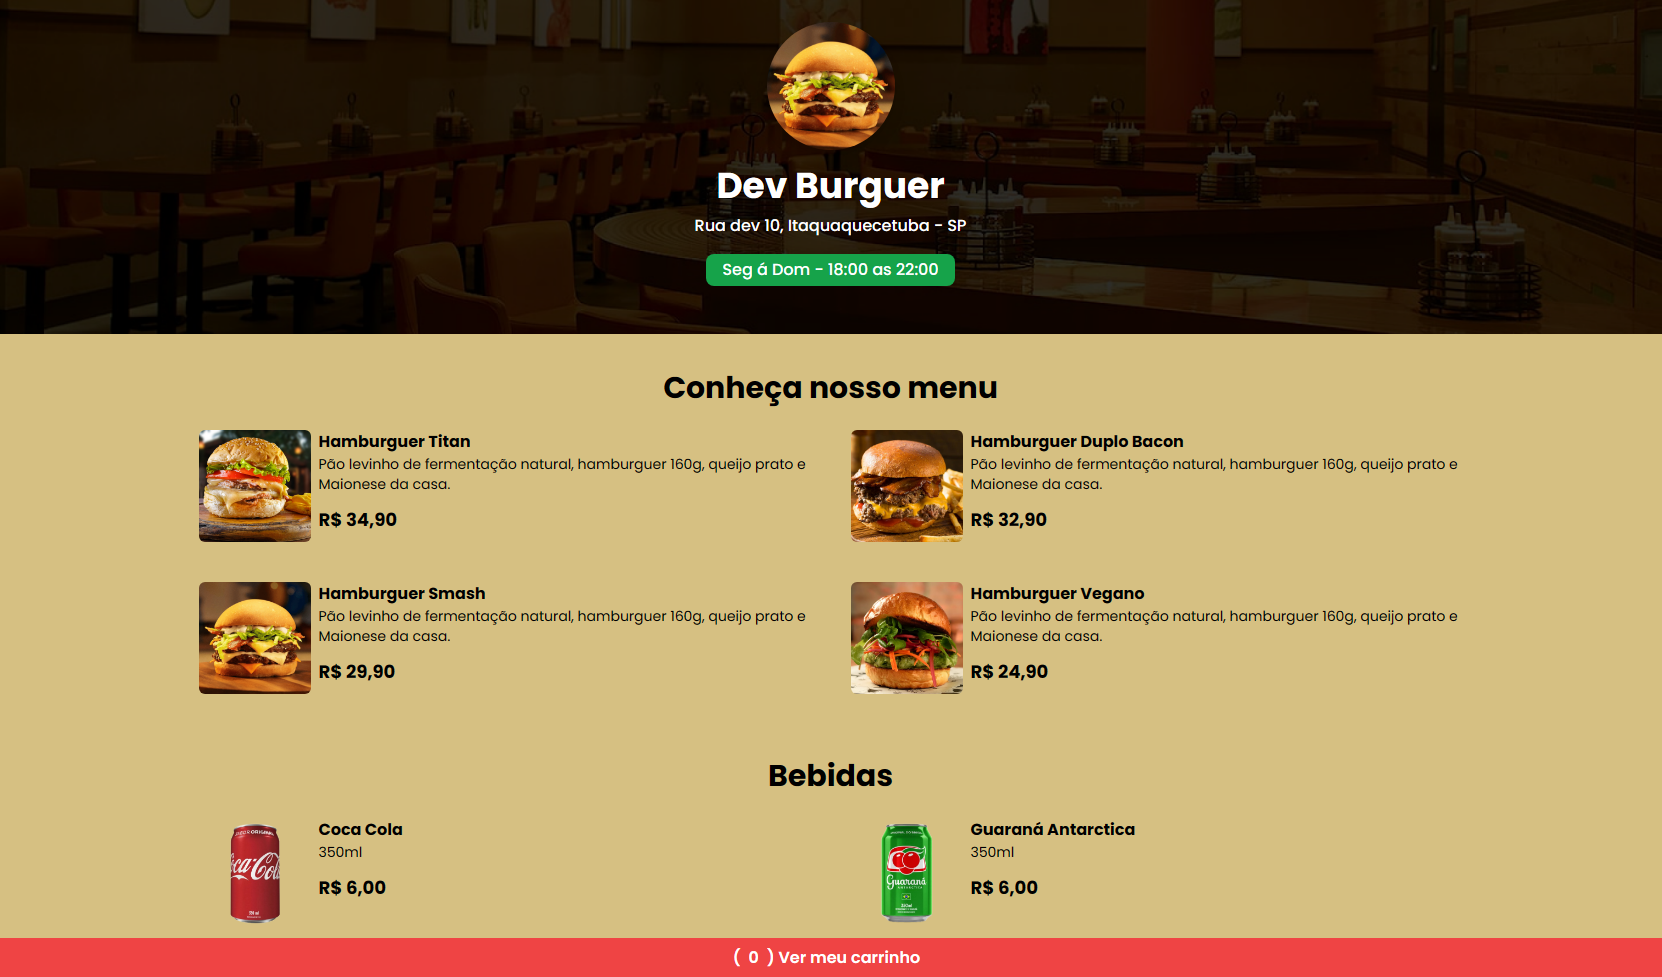 Dev Burguer
Rua dev 10, Itaquaquecetuba - SP
Seg á Dom - 18:00 as 22:00
Conheça nosso menu
Hamburguer Titan
Pão levinho de fermentação natural, hamburguer 160g, queijo prato e
Maionese da casa.
R$ 34,90
Hamburguer Duplo Bacon
Pão levinho de fermentação natural, hamburguer 160g, queijo prato e
Maionese da casa.
R$ 32,90
Hamburguer Smash
Pão levinho de fermentação natural, hamburguer 160g, queijo prato e
Maionese da casa.
R$ 29,90
Hamburguer Vegano
Pão levinho de fermentação natural, hamburguer 160g, queijo prato e
Maionese da casa.
R$ 24,90
Bebidas
Coca Cola
350ml
R$ 6,00
Guaraná Antarctica
350ml
R$ 6,00
Guaraná
ANTARCTICA
( 0 ) Ver meu carrinho